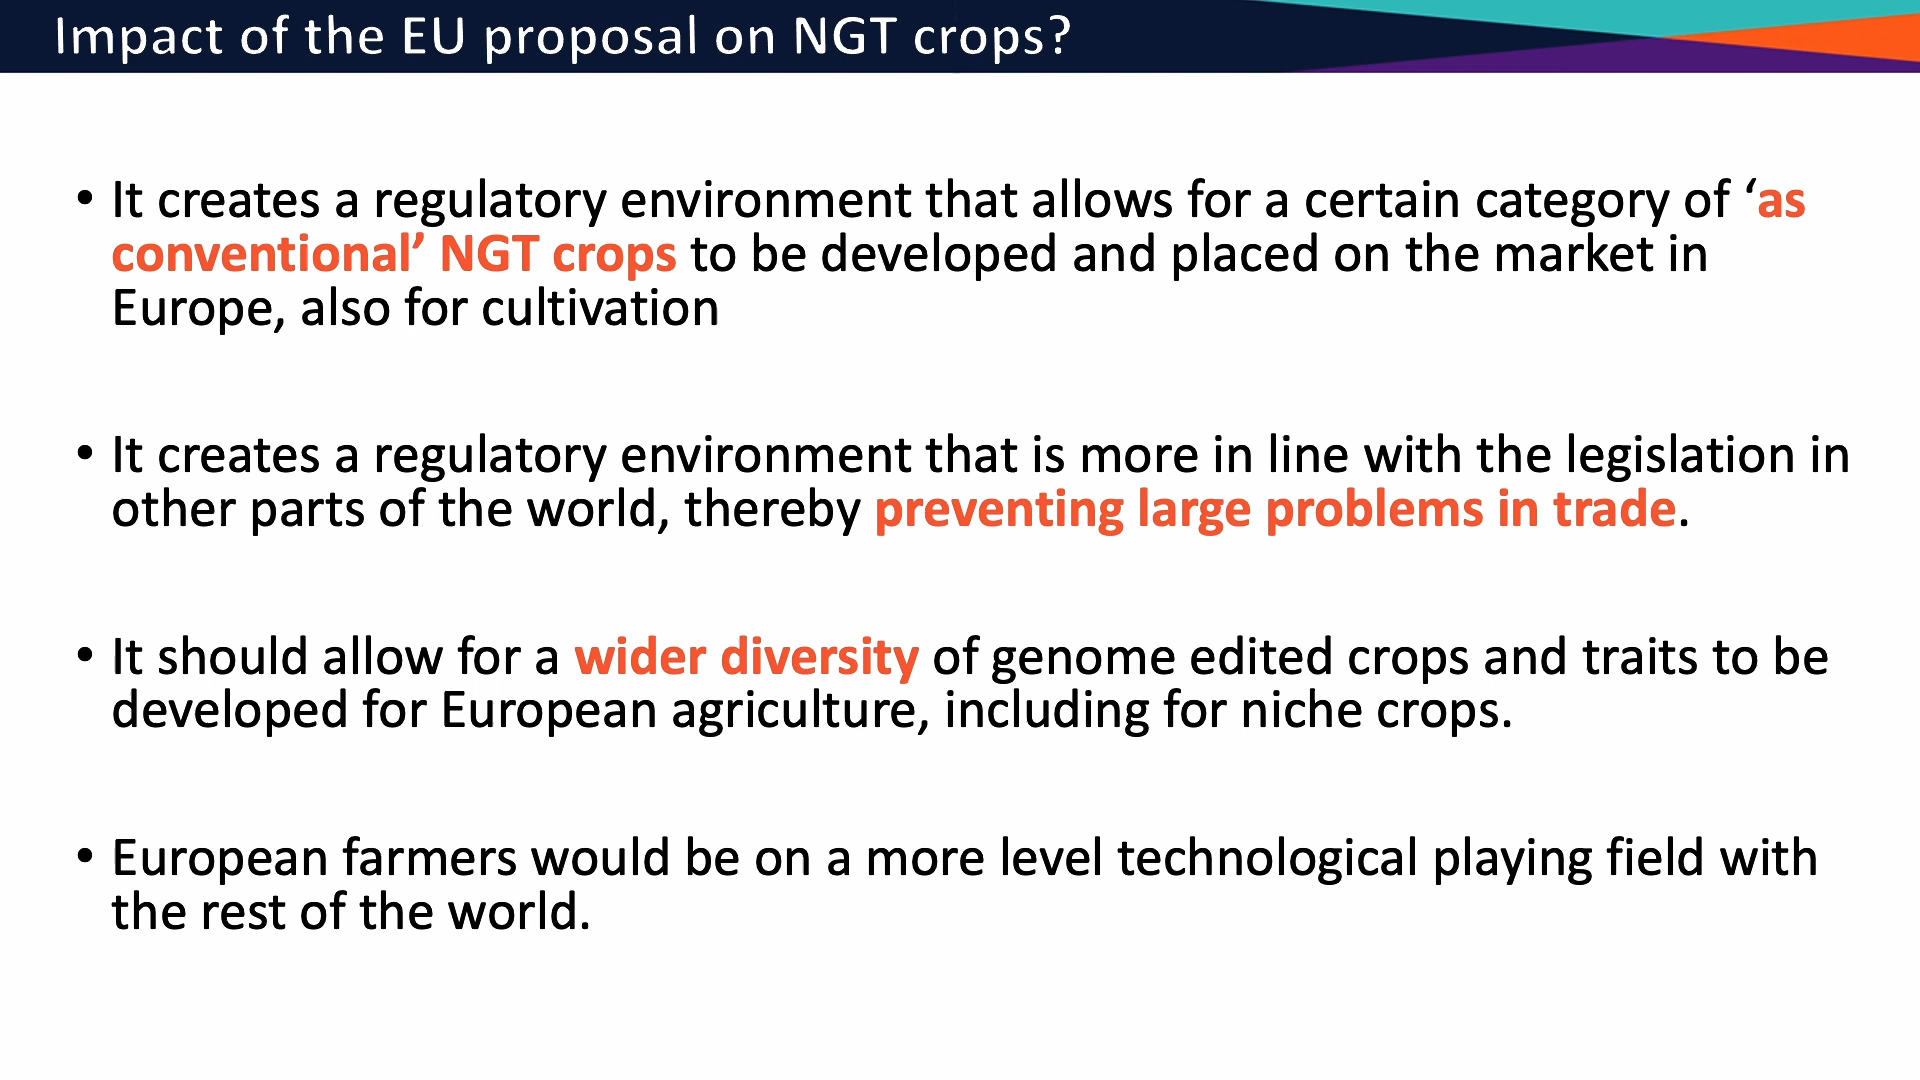 Impact of the EU proposal on NGT crops?
• It creates a regulatory environment that allows for a certain category of ‘as
conventional’ NGT crops to be developed and placed on the market in
Europe, also for cultivation
• It creates a regulatory environment that is more in line with the legislation in
other parts of the world, thereby preventing large problems in trade.
• It should allow for a wider diversity of genome edited crops and traits to be
developed for European agriculture, including for niche crops.
• European farmers would be on a more level technological playing field with
the rest of the world.